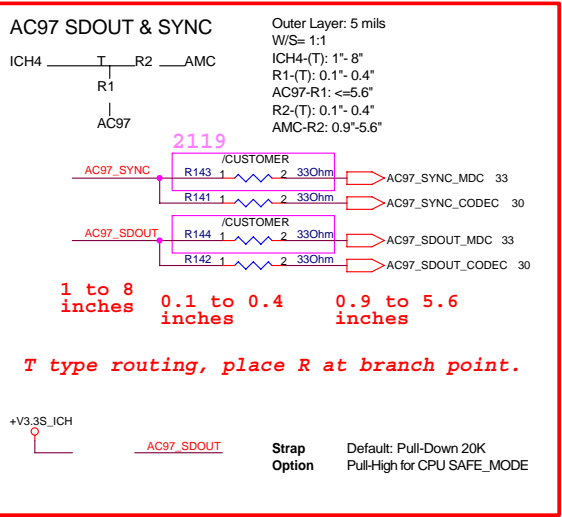 AC97 SDOUT & SYNC
ICH4 T R2 AMC
R1
AC97
Outer Layer: 5 mils
W/S= 1:1
ICH4-(T): 1"- 8"
R1-(T): 0.1"- 0.4"
AC97-R1: <=5.6"
R2-(T): 0.1"- 0.4"
AMC-R2: 0.9"-5.6"
2119
/CUSTOMER
AC97_SYNC R143 1 2 33Ohm AC97_SYNC_MDC 33
R141 1 2 33Ohm AC97_SYNC_CODEC 30
/CUSTOMER
AC97_SDOUT R144 1 2 33Ohm AC97_SDOUT_MDC 33
R142 1 2 33Ohm AC97_SDOUT_CODEC 30
1 to 8
inches
0.1 to 0.4
inches
0.9 to 5.6
inches
T type routing, place R at branch point.
+V3.3S_ICH
AC97_SDOUT
Strap Default: Pull-Down 20K
Option Pull-High for CPU SAFE_MODE